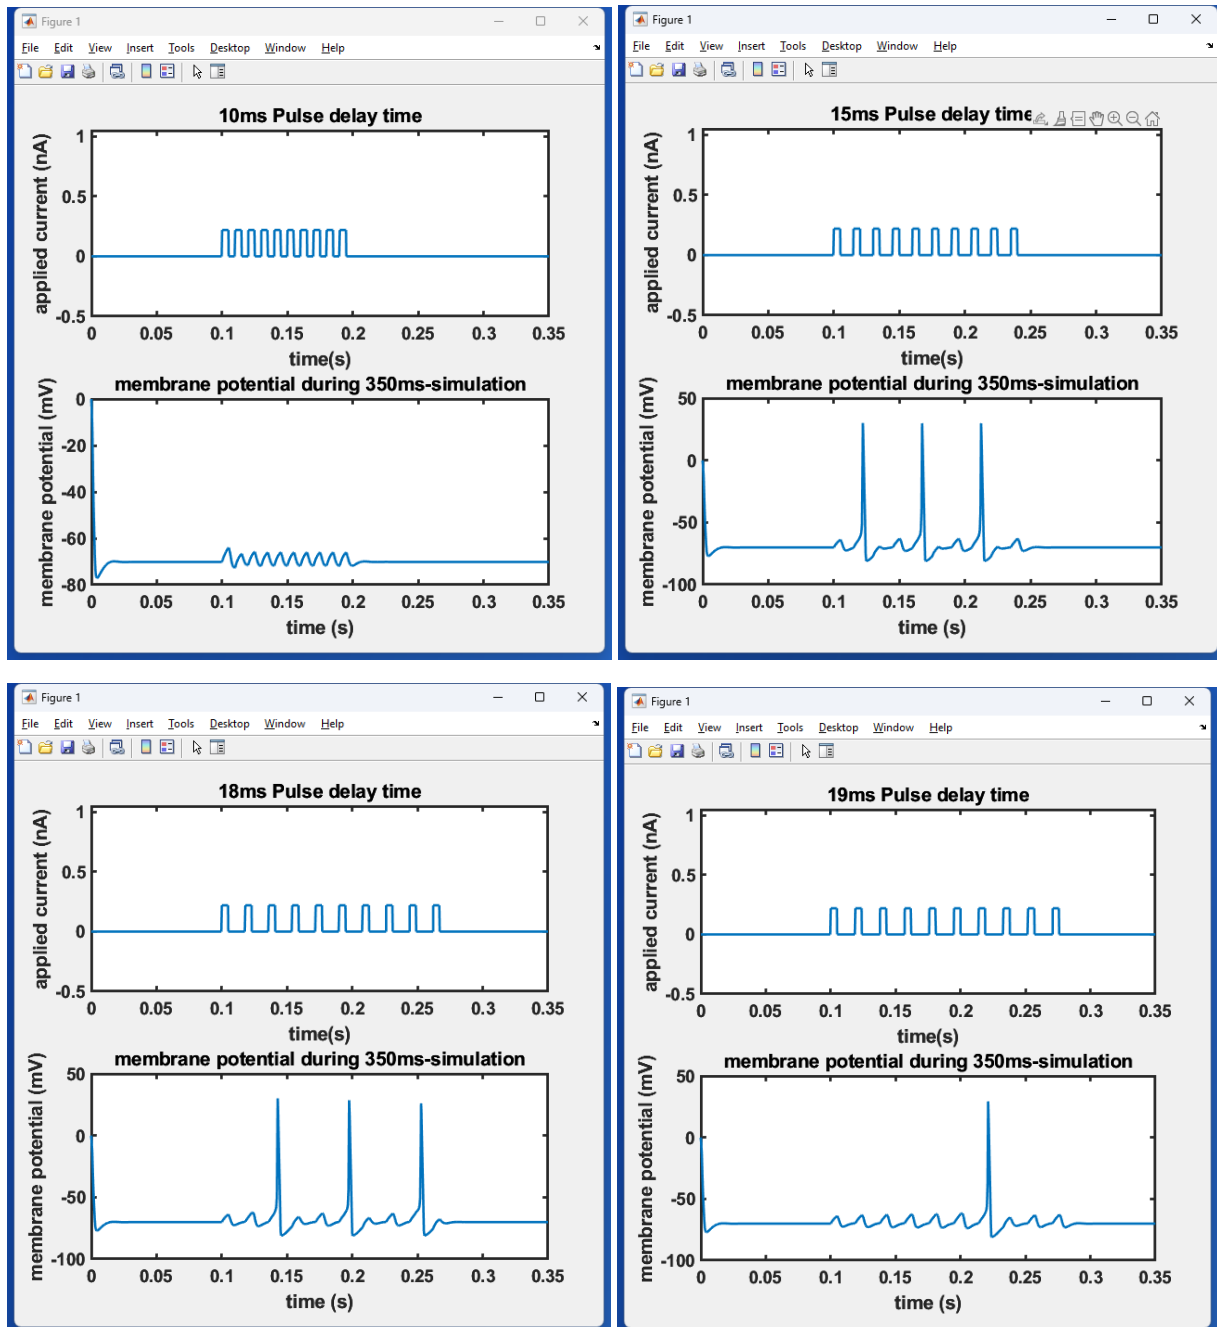 Figure 1
File Edit View Insert Tools Desktop Window Help
10ms Pulse delay time
applied current (nA)
1
0.5
0
-0.5
0 0.05 0.1 0.15 0.2 0.25 0.3 0.35
time(s)
membrane potential during 350ms-simulation
membrane potential (mV)
0
-20
-40
-60
-80
0 0.05 0.1 0.15 0.2 0.25 0.3 0.35
time (s)
Figure 1
File Edit View Insert Tools Desktop Window Help
15ms Pulse delay time
applied current (nA)
1
0.5
0
-0.5
0 0.05 0.1 0.15 0.2 0.25 0.3 0.35
time(s)
membrane potential during 350ms-simulation
membrane potential (mV)
50
0
-50
-100
0 0.05 0.1 0.15 0.2 0.25 0.3 0.35
time (s)
Figure 1
File Edit View Insert Tools Desktop Window Help
18ms Pulse delay time
applied current (nA)
1
0.5
0
-0.5
0 0.05 0.1 0.15 0.2 0.25 0.3 0.35
time(s)
membrane potential during 350ms-simulation
membrane potential (mV)
50
0
-50
-100
0 0.05 0.1 0.15 0.2 0.25 0.3 0.35
time (s)
Figure 1
File Edit View Insert Tools Desktop Window Help
19ms Pulse delay time
applied current (nA)
1
0.5
0
-0.5
0 0.05 0.1 0.15 0.2 0.25 0.3 0.35
time(s)
membrane potential during 350ms-simulation
membrane potential (mV)
50
0
-50
-100
0 0.05 0.1 0.15 0.2 0.25 0.3 0.35
time (s)